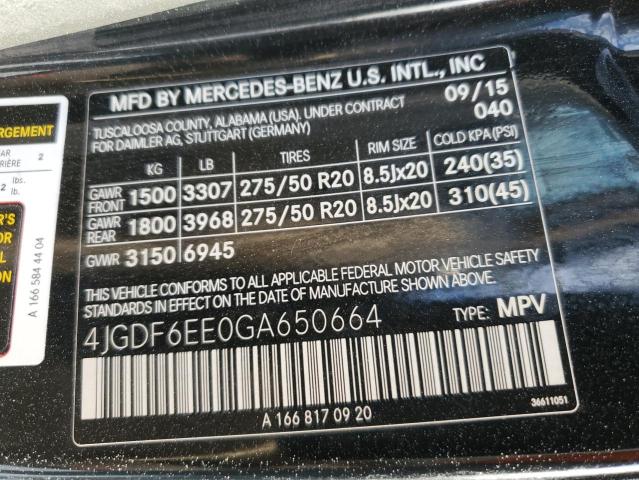 MFD BY MERCEDES-BENZ U.S. INTL., INC
TUSCALOOSA COUNTY, ALABAMA (USA), UNDER CONTRACT 09/15
FOR DAIMLER AG, STUTTGART (GERMANY) 040
KG LB TIRES RIM SIZE COLD KPA (PSI)
GAWR FRONT 1500 3307 275/50 R20 8.5Jx20 240(35)
GAWR REAR 1800 3968 275/50 R20 8.5Jx20 310(45)
GVWR 3150 6945
THIS VEHICLE CONFORMS TO ALL APPLICABLE FEDERAL MOTOR VEHICLE SAFETY
STANDARDS IN EFFECT ON THE DATE OF MANUFACTURE SHOWN ABOVE.
4JGDF6EE0GA650664 TYPE: MPV
A 166 817 09 20
36611051
2
lbs.
lb.
A 166 584 44 04